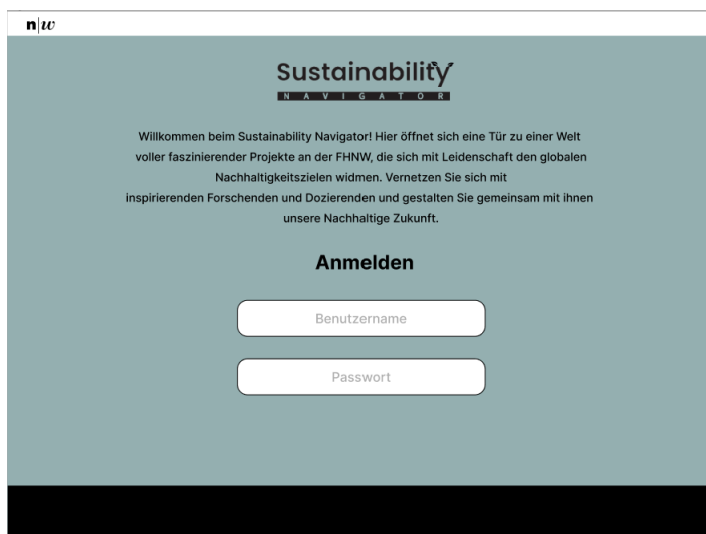 n|w
Sustainability
NAVIGATOR
Willkommen beim Sustainability Navigator! Hier öffnet sich eine Tür zu einer Welt
voller faszinierender Projekte an der FHNW, die sich mit Leidenschaft den globalen
Nachhaltigkeitszielen widmen. Vernetzen Sie sich mit
inspirierenden Forschenden und Dozierenden und gestalten Sie gemeinsam mit ihnen
unsere Nachhaltige Zukunft.
Anmelden
Benutzername
Passwort